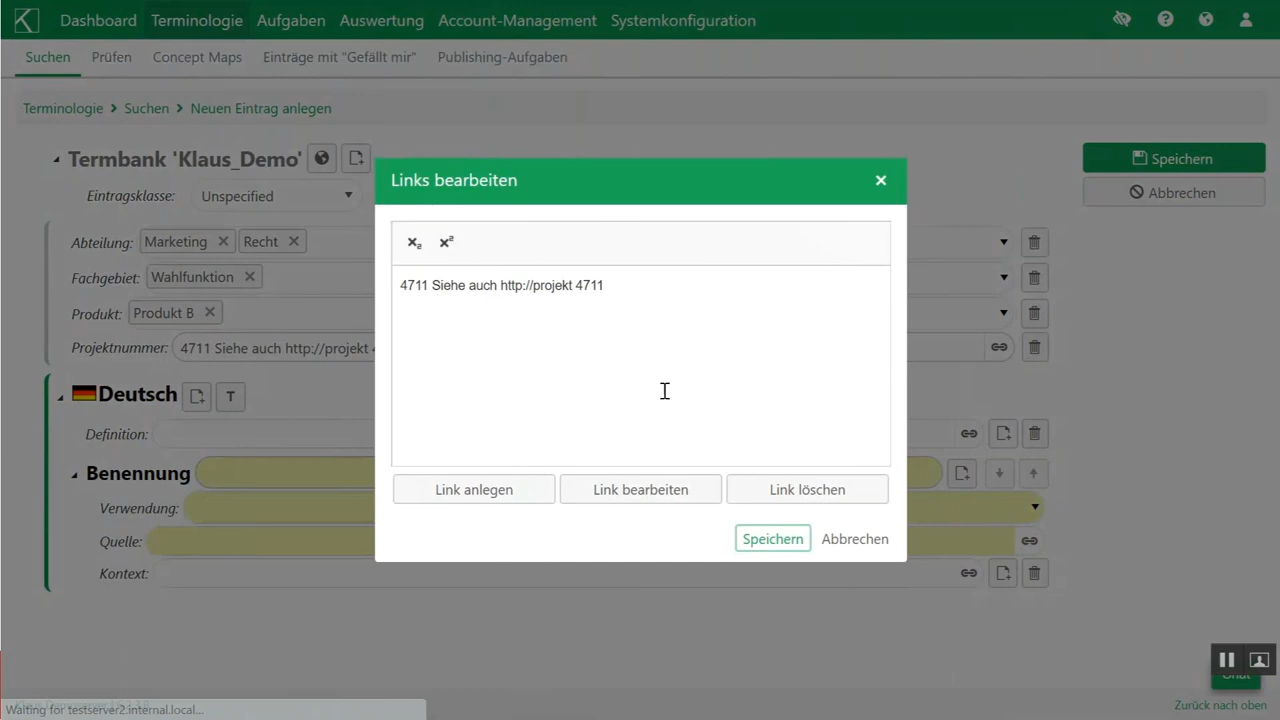 Dashboard Terminologie Aufgaben Auswertung Account-Management Systemkonfiguration
Suchen Prüfen Concept Maps Einträge mit "Gefällt mir" Publishing-Aufgaben
Terminologie > Suchen > Neuen Eintrag anlegen
Termbank 'Klaus_Demo'
Speichern
Eintragsklasse: Unspecified
Abbrechen
Links bearbeiten
Abteilung: Marketing Recht
Fachgebiet: Wahlfunktion
4711 Siehe auch http://projekt 4711
Produkt: Produkt B
Projektnummer: 4711 Siehe auch http://projekt
Deutsch T
Definition:
Benennung
Link anlegen Link bearbeiten Link löschen
Verwendung:
Quelle:
Speichern Abbrechen
Kontext:
Chat
Waiting for testserver2.internal.local...
Zurück nach oben